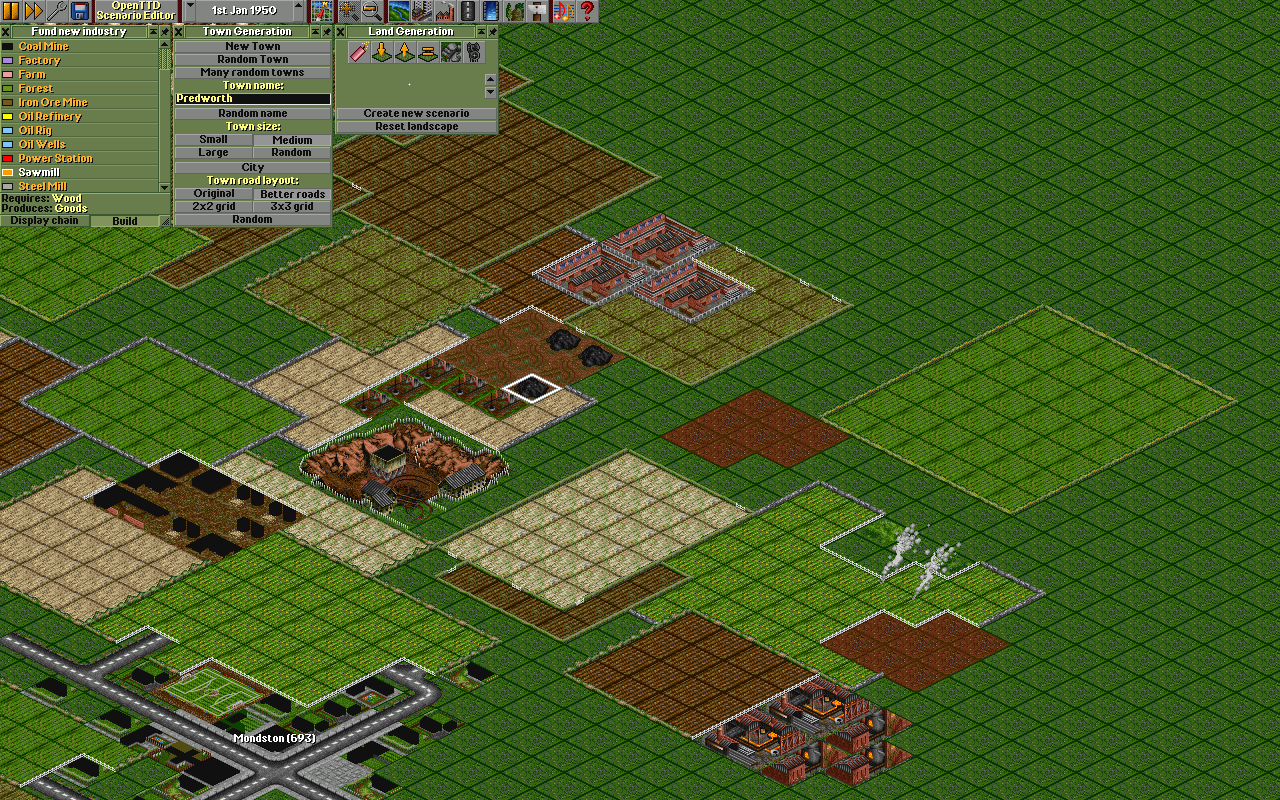 OpenTTD
Scenario Editor
1st Jan 1950
Fund new industry
Coal Mine
Factory
Farm
Forest
Iron Ore Mine
Oil Refinery
Oil Rig
Oil Wells
Power Station
Sawmill
Steel Mill
Requires: Wood
Produces: Goods
Display chain
Build
Town Generation
New Town
Random Town
Many random towns
Town name:
Predworth
Random name
Town size:
Small Medium
Large Random
City
Town road layout:
Original Better roads
2x2 grid 3x3 grid
Random
Land Generation
Create new scenario
Reset landscape
Mondston (693)